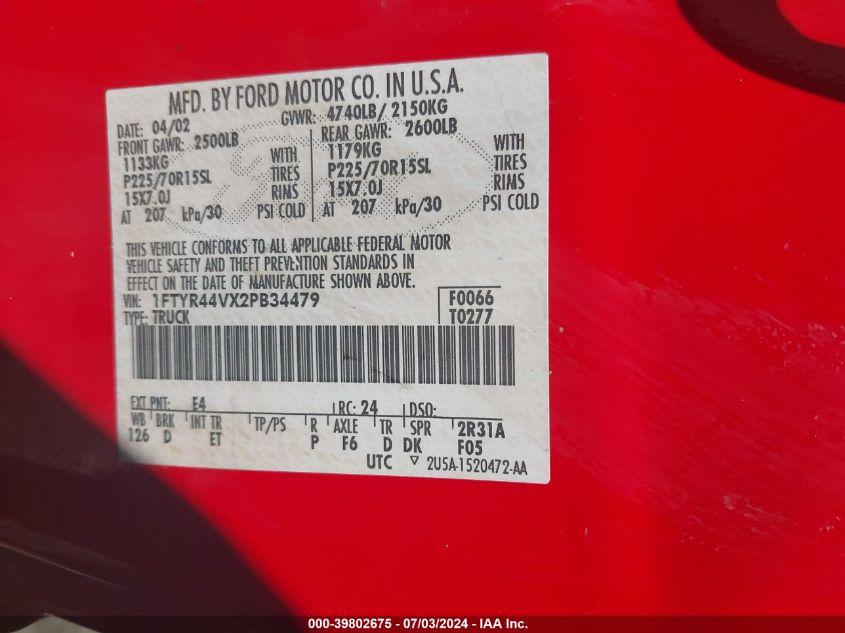 MFD. BY FORD MOTOR CO. IN U.S.A.
DATE: 04/02 GVWR: 4740LB/ 2150KG
FRONT GAWR: 2500LB REAR GAWR: 2600LB
1133KG WITH 1179KG WITH
P225/70R15SL TIRES P225/70R15SL TIRES
15X7.0J RIMS 15X7.0J RIMS
AT 207 kPa/30 PSI COLD AT 207 kPa/30 PSI COLD
THIS VEHICLE CONFORMS TO ALL APPLICABLE FEDERAL MOTOR
VEHICLE SAFETY AND THEFT PREVENTION STANDARDS IN
EFFECT ON THE DATE OF MANUFACTURE SHOWN ABOVE.
VIN: 1FTYR44VX2PB34479 F0066
TYPE: TRUCK T0277
EXT PNT: E4 RC: 24 DSO:
WB BRK INT TR TP/PS R AXLE TR SPR 2R31A
126 D ET P F6 D DK F05
UTC ▽ 2U5A-1520472-AA
000-39802675 - 07/03/2024 - IAA Inc.